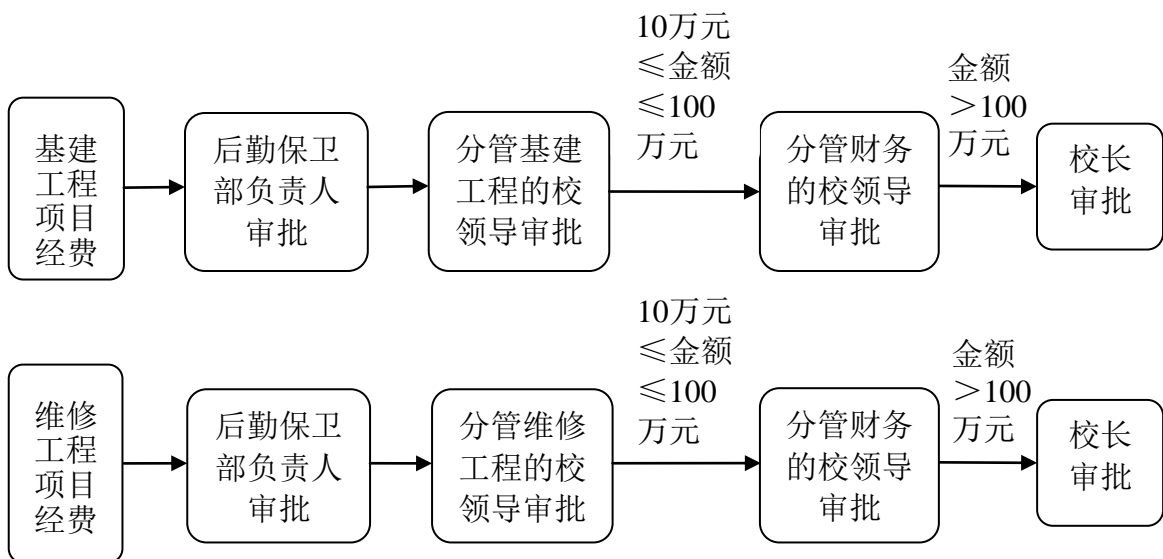 基建
工程
项目
经费
后勤保卫
部负责人
审批
分管基建
工程的校
领导审批
10万元
≤金额
≤100
万元
分管财务
的校领导
审批
金额
＞100
万元
校长
审批
维修
工程
项目
经费
后勤保卫
部负责人
审批
分管维修
工程的校
领导审批
10万元
≤金额
≤100
万元
分管财务
的校领导
审批
金额
＞100
万元
校长
审批